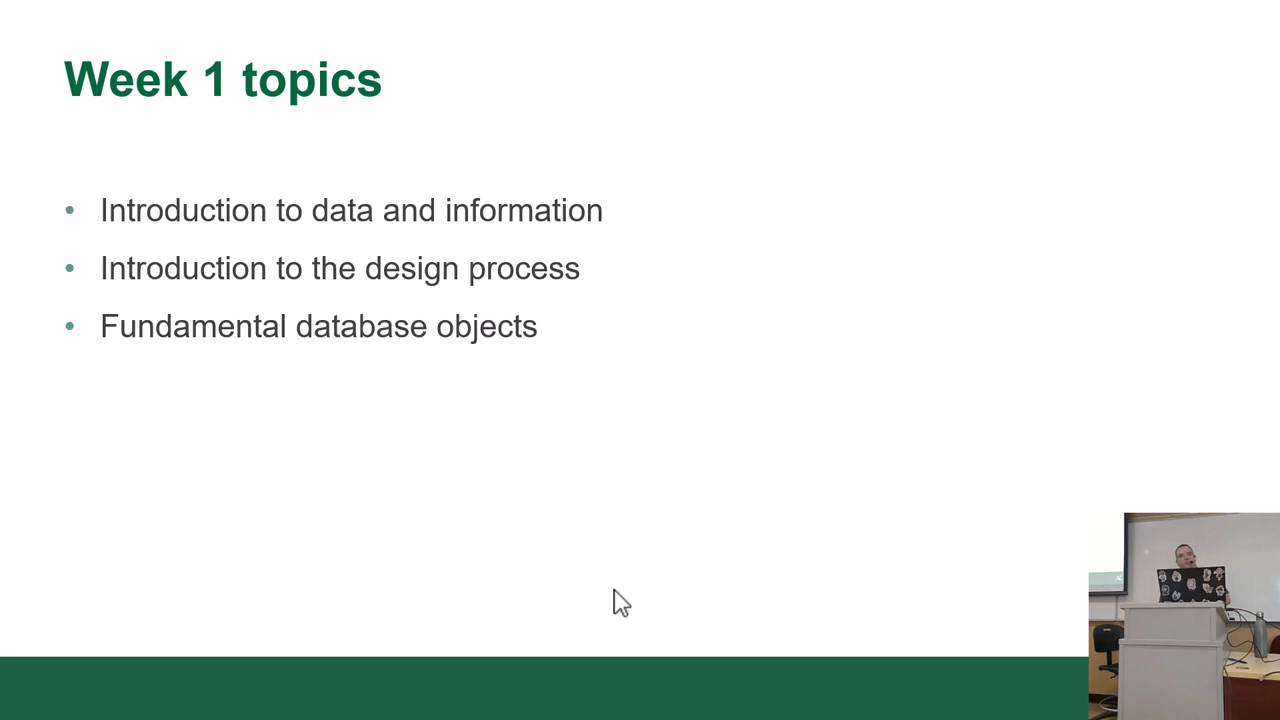 Week 1 topics
• Introduction to data and information
• Introduction to the design process
• Fundamental database objects